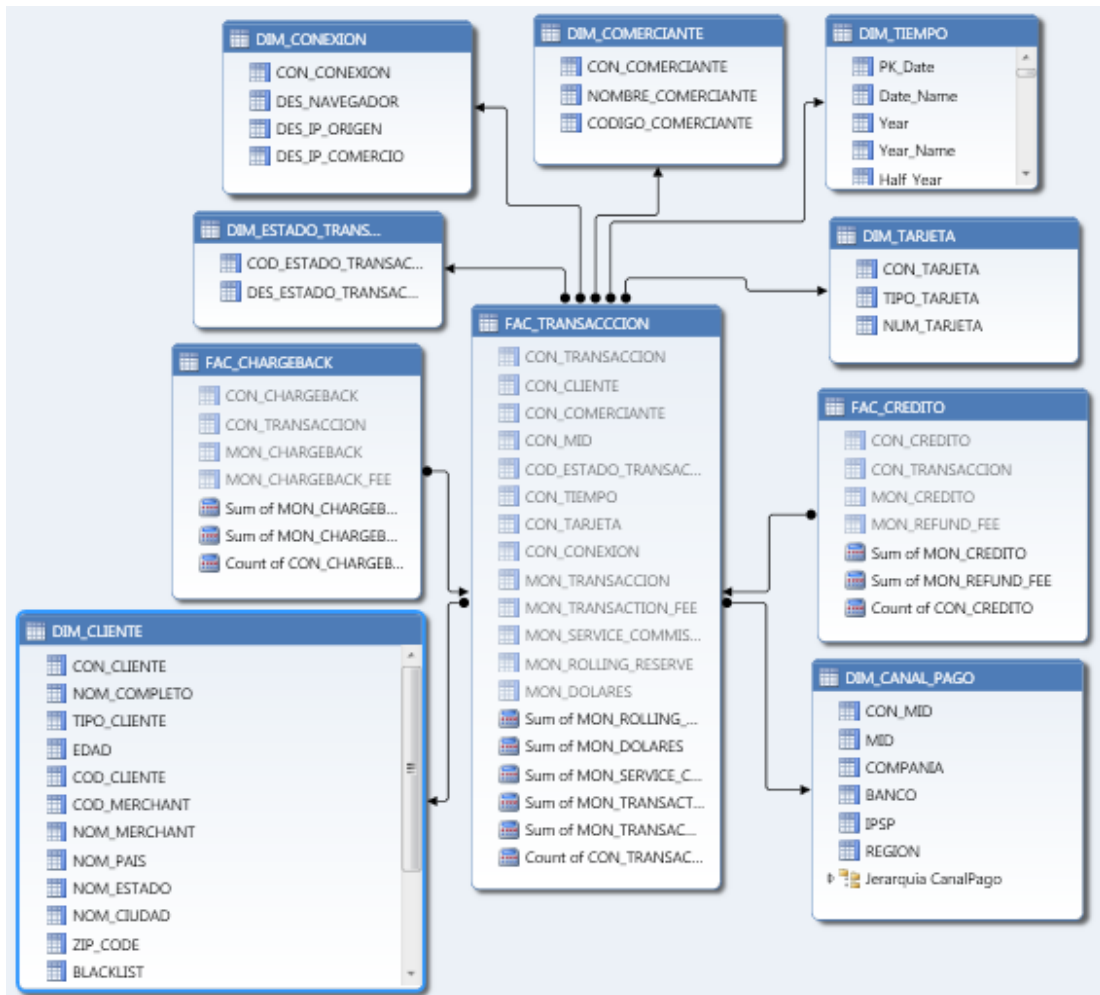 DIM_CONEXION
CON_CONEXION
DES_NAVEGADOR
DES_IP_ORIGEN
DES_IP_COMERCIO
DIM_COMERCIANTE
CON_COMERCIANTE
NOMBRE_COMERCIANTE
CODIGO_COMERCIANTE
DIM_TIEMPO
PK_Date
Date_Name
Year
Year_Name
Half_Year
DIM_ESTADO_TRANS...
COD_ESTADO_TRANSAC...
DES_ESTADO_TRANSAC...
DIM_TARJETA
CON_TARJETA
TIPO_TARJETA
NUM_TARJETA
FAC_CHARGEBACK
CON_CHARGEBACK
CON_TRANSACCION
MON_CHARGEBACK
MON_CHARGEBACK_FEE
Sum of MON_CHARGEB...
Sum of MON_CHARGEB...
Count of CON_CHARGEB...
FAC_TRANSACCCION
CON_TRANSACCION
CON_CLIENTE
CON_COMERCIANTE
CON_MID
COD_ESTADO_TRANSAC...
CON_TIEMPO
CON_TARJETA
CON_CONEXION
MON_TRANSACCION
MON_TRANSACTION_FEE
MON_SERVICE_COMMIS...
MON_ROLLING_RESERVE
MON_DOLARES
Sum of MON_ROLLING_...
Sum of MON_DOLARES
Sum of MON_SERVICE_C...
Sum of MON_TRANSACT...
Sum of MON_TRANSAC...
Count of CON_TRANSAC...
FAC_CREDITO
CON_CREDITO
CON_TRANSACCION
MON_CREDITO
MON_REFUND_FEE
Sum of MON_CREDITO
Sum of MON_REFUND_FEE
Count of CON_CREDITO
DIM_CLIENTE
CON_CLIENTE
NOM_COMPLETO
TIPO_CLIENTE
EDAD
COD_CLIENTE
COD_MERCHANT
NOM_MERCHANT
NOM_PAIS
NOM_ESTADO
NOM_CIUDAD
ZIP_CODE
BLACKLIST
DIM_CANAL_PAGO
CON_MID
MID
COMPANIA
BANCO
IPSP
REGION
Jerarquia CanalPago